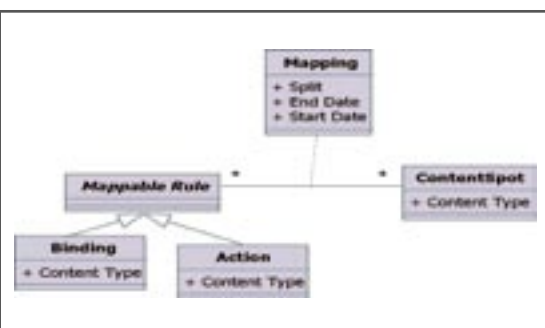 Mapping
+ Split
+ End Date
+ Start Date
Mappable Rule
*
*
ContentSpot
+ Content Type
Binding
+ Content Type
Action
+ Content Type